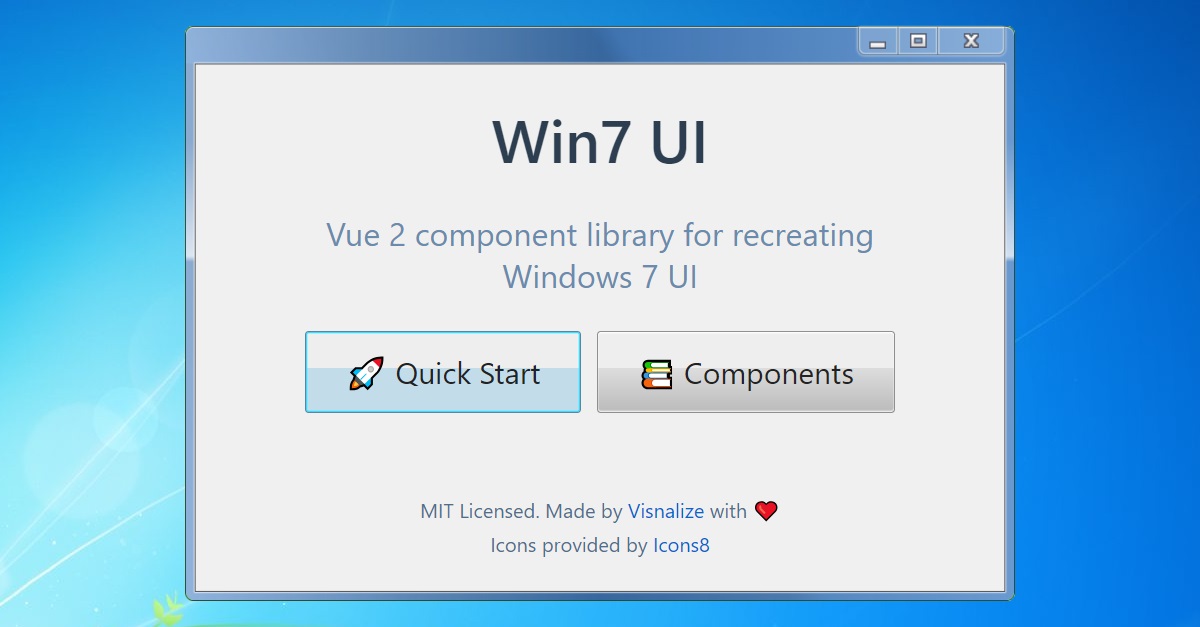 Win7 UI
Vue 2 component library for recreating
Windows 7 UI
Quick Start
Components
MIT Licensed. Made by Visnalize with ❤
Icons provided by Icons8